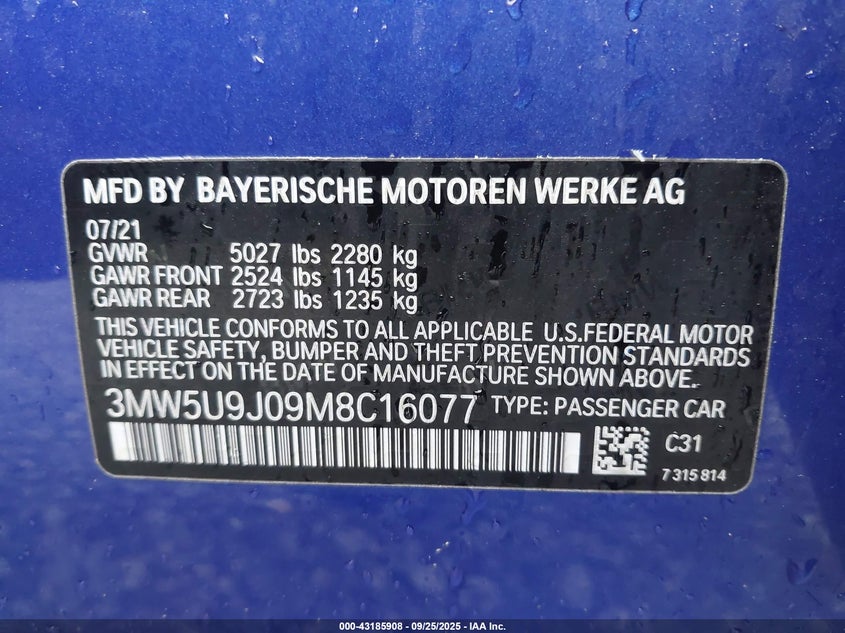 MFD BY BAYERISCHE MOTOREN WERKE AG
07/21
GVWR 5027 lbs 2280 kg
GAWR FRONT 2524 lbs 1145 kg
GAWR REAR 2723 lbs 1235 kg
THIS VEHICLE CONFORMS TO ALL APPLICABLE U.S.FEDERAL MOTOR
VEHICLE SAFETY, BUMPER AND THEFT PREVENTION STANDARDS
IN EFFECT ON THE DATE OF MANUFACTURE SHOWN ABOVE.
3MW5U9J09M8C16077 TYPE: PASSENGER CAR
C31
7 315 814
000-43185908 - 09/25/2025 - IAA Inc.